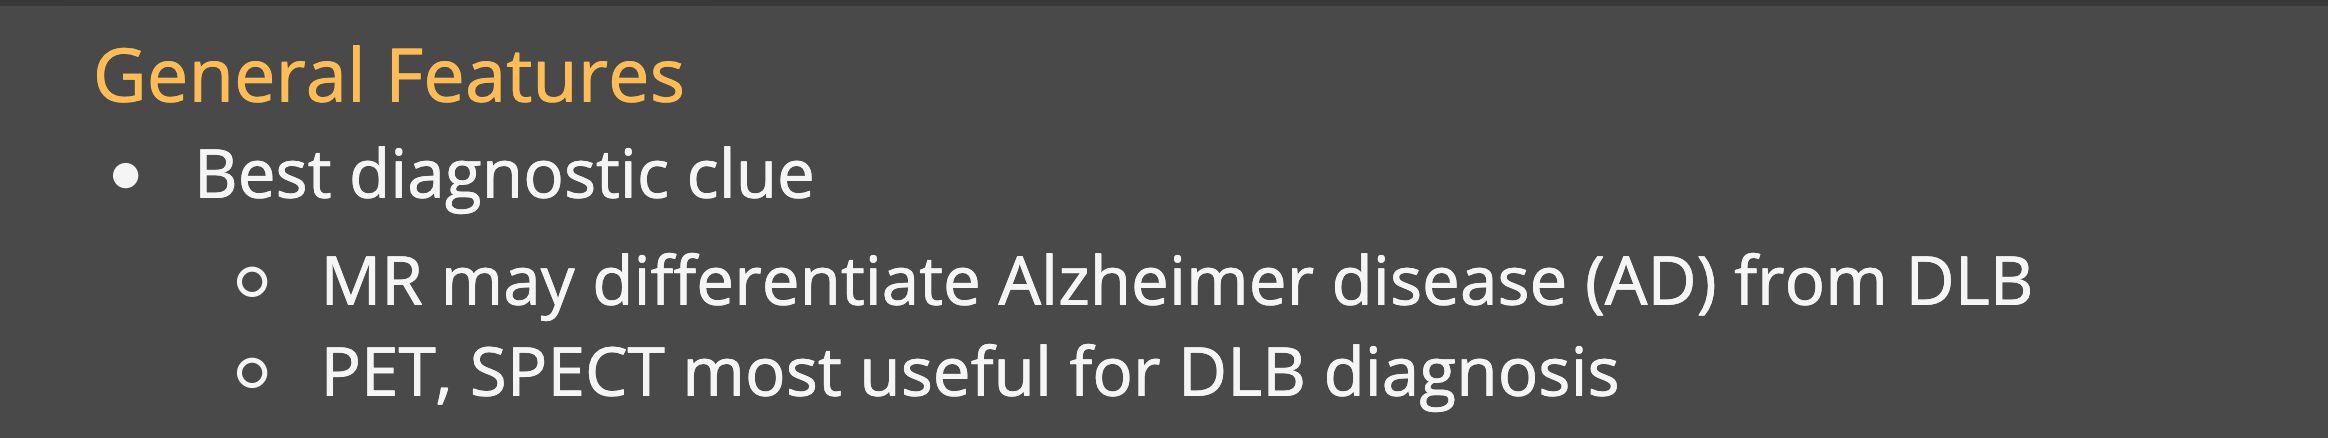 General Features
• Best diagnostic clue
○ MR may differentiate Alzheimer disease (AD) from DLB
○ PET, SPECT most useful for DLB diagnosis